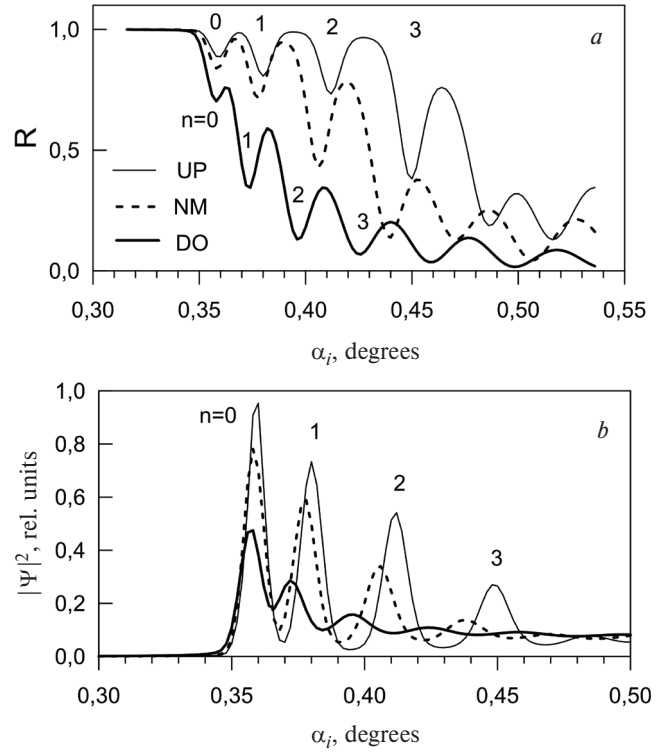 0 1 2 3 a
1,0
n=0
1
0,5
R
UP
NM
DO
2
3
0,0
0,30 0,35 0,40 0,45 0,50 0,55
αᵢ, degrees
1,0
n=0
b
1
0,8
2
0,6
|Ψ|², rel. units
0,4
3
0,2
0,0
0,30 0,35 0,40 0,45 0,50
αᵢ, degrees